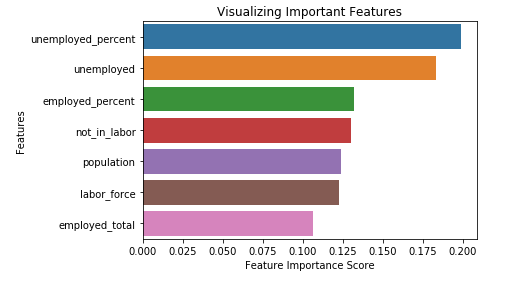 Visualizing Important Features
Features
unemployed_percent
unemployed
employed_percent
not_in_labor
population
labor_force
employed_total
0.000 0.025 0.050 0.075 0.100 0.125 0.150 0.175 0.200
Feature Importance Score